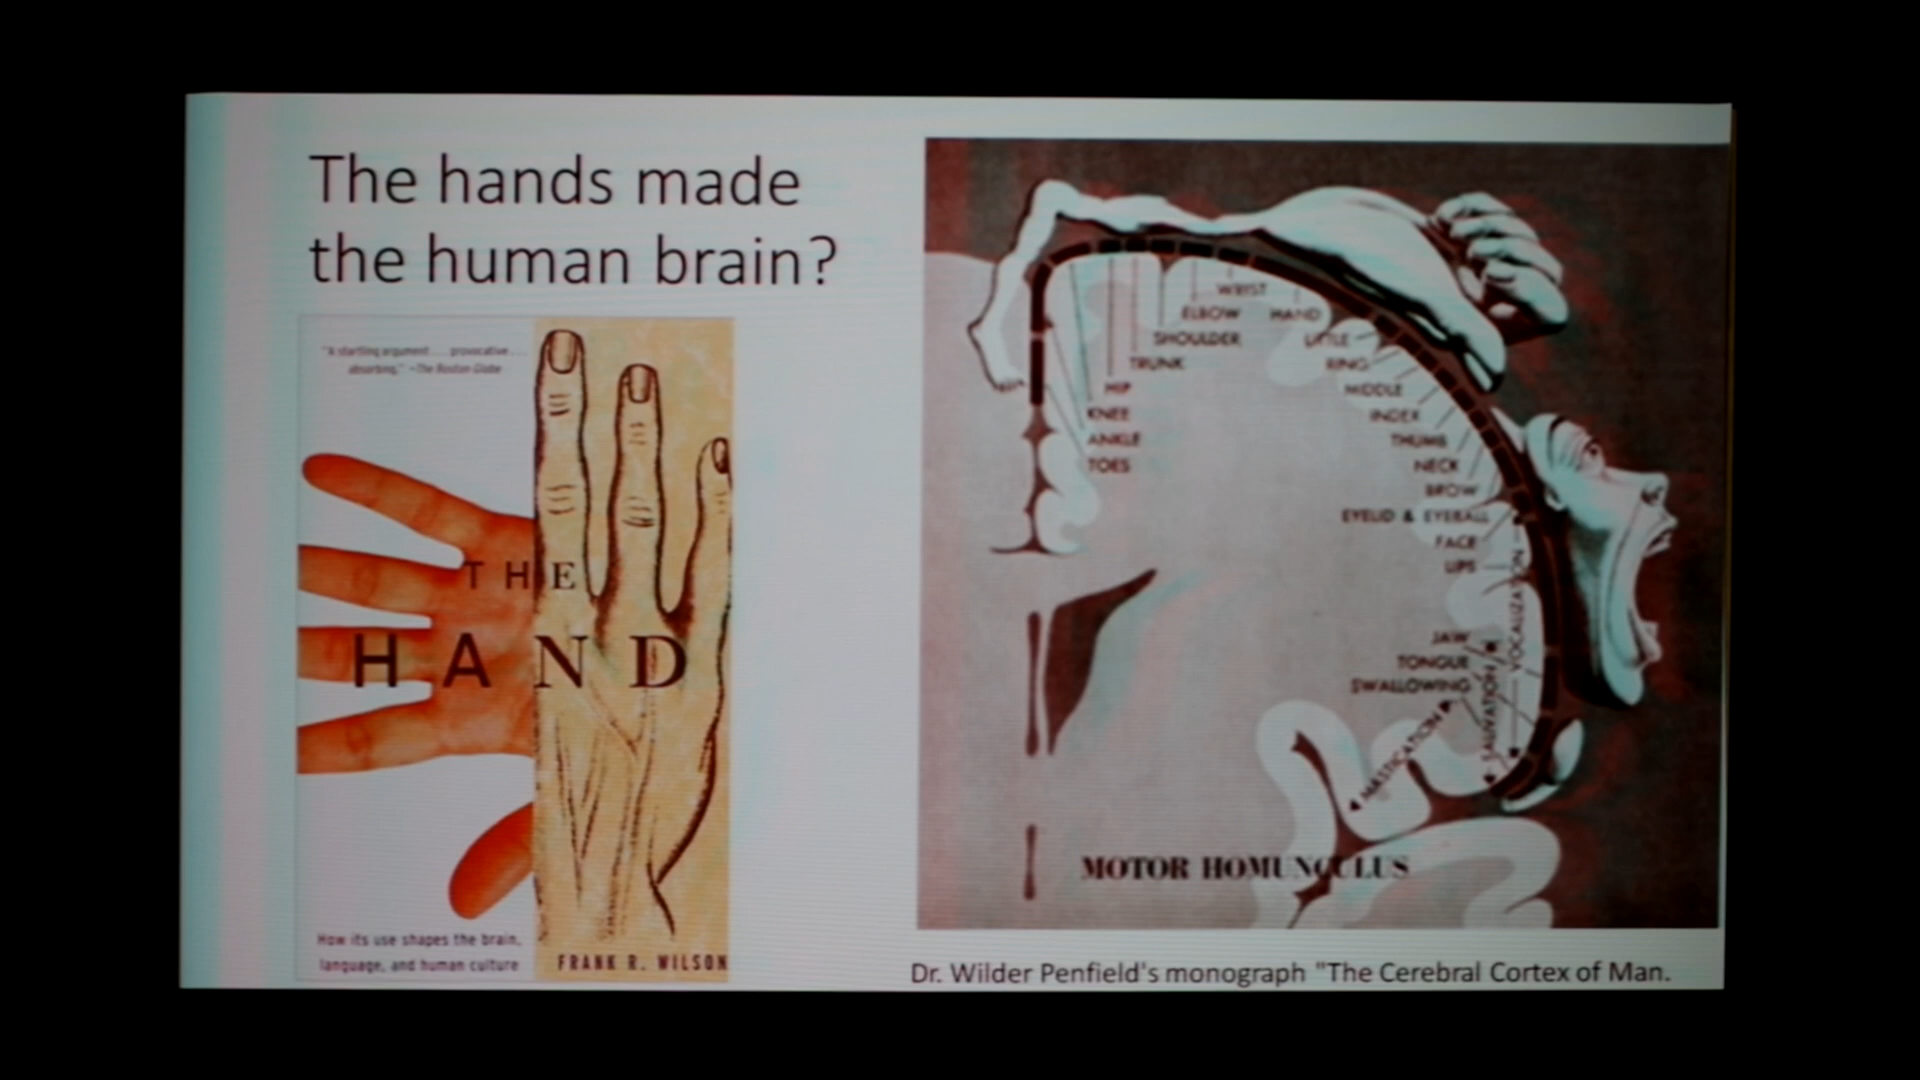 The hands made
the human brain?
"A startling argument . . . provocative . . .
absorbing." –The Boston Globe
THE
HAND
How its use shapes the brain,
language, and human culture
FRANK R. WILSON
WRIST
ELBOW
HAND
SHOULDER
LITTLE
TRUNK
RING
HIP
MIDDLE
KNEE
INDEX
ANKLE
THUMB
TOES
NECK
BROW
EYELID & EYEBALL
FACE
LIPS
VOCALIZATION
JAW
TONGUE
SWALLOWING
SALIVATION
MASTICATION
MOTOR HOMUNCULUS
Dr. Wilder Penfield's monograph "The Cerebral Cortex of Man.